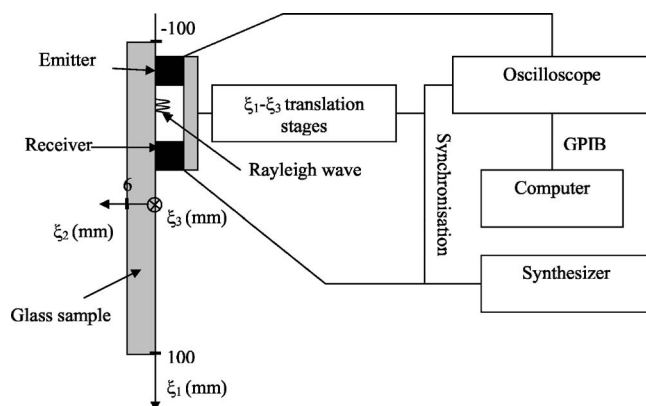 -100
Emitter
Oscilloscope
ξ1-ξ3 translation
stages
Receiver
Rayleigh wave
Synchronisation
GPIB
Computer
6
ξ2 (mm)
ξ3 (mm)
Synthesizer
Glass sample
100
ξ1 (mm)